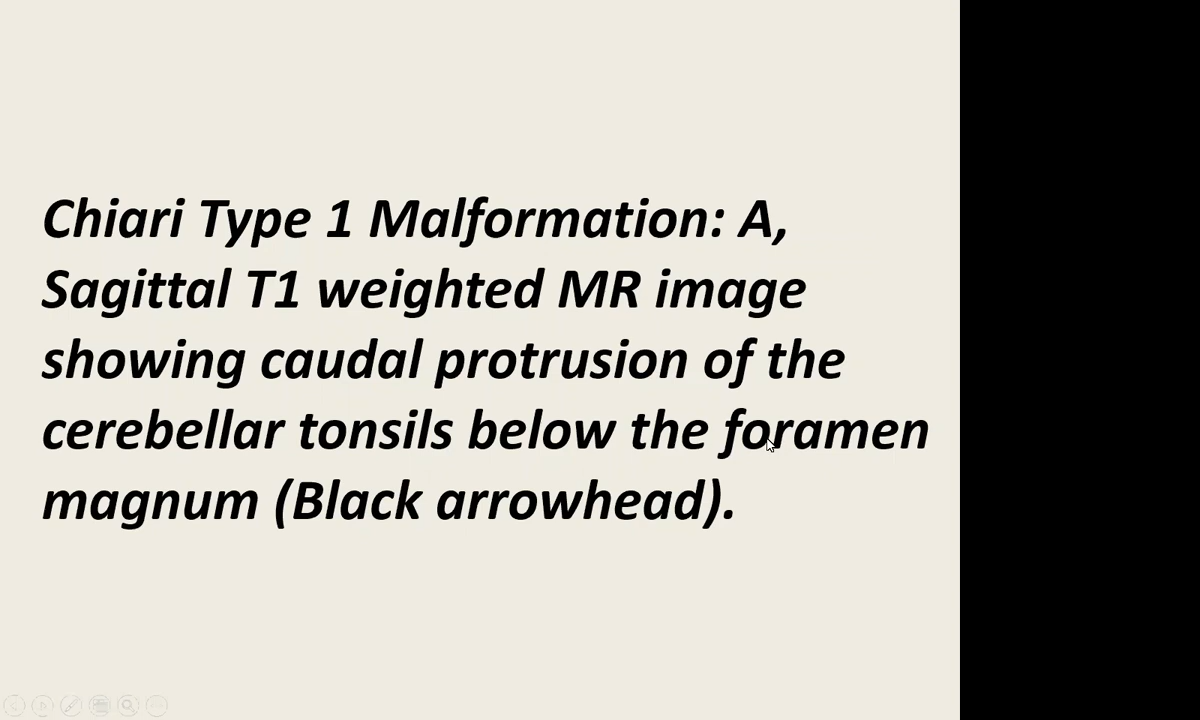 Chiari Type 1 Malformation: A,
Sagittal T1 weighted MR image
showing caudal protrusion of the
cerebellar tonsils below the foramen
magnum (Black arrowhead).